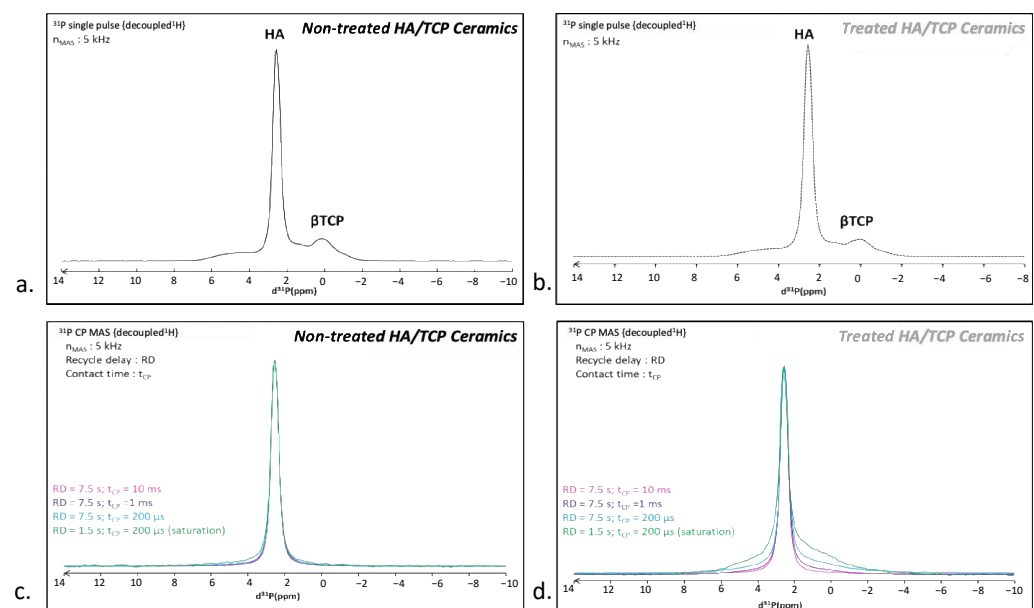 ³¹P single pulse {decoupled¹H}
n_MAS : 5 kHz
Non-treated HA/TCP Ceramics
HA
βTCP
14 12 10 8 6 4 2 0 −2 −4 −6 −8 −10
d³¹P(ppm)
a.
³¹P single pulse {decoupled¹H}
n_MAS : 5 kHz
Treated HA/TCP Ceramics
HA
βTCP
14 12 10 8 6 4 2 0 −2 −4 −6 −8
d³¹P(ppm)
b.
³¹P CP MAS {decoupled¹H}
n_MAS : 5 kHz
Recycle delay : RD
Contact time : t_CP
Non-treated HA/TCP Ceramics
RD = 7.5 s; t_CP = 10 ms
RD = 7.5 s; t_CP =1 ms
RD = 7.5 s; t_CP = 200 µs
RD = 1.5 s; t_CP = 200 µs (saturation)
14 12 10 8 6 4 2 0 −2 −4 −6 −8 −10
d³¹P(ppm)
c.
³¹P CP MAS {decoupled¹H}
n_MAS : 5 kHz
Recycle delay : RD
Contact time : t_CP
Treated HA/TCP Ceramics
RD = 7.5 s; t_CP = 10 ms
RD = 7.5 s; t_CP =1 ms
RD = 7.5 s; t_CP = 200 µs
RD = 1.5 s; t_CP = 200 µs (saturation)
14 12 10 8 6 4 2 0 −2 −4 −6 −8 −10
d³¹P(ppm)
d.